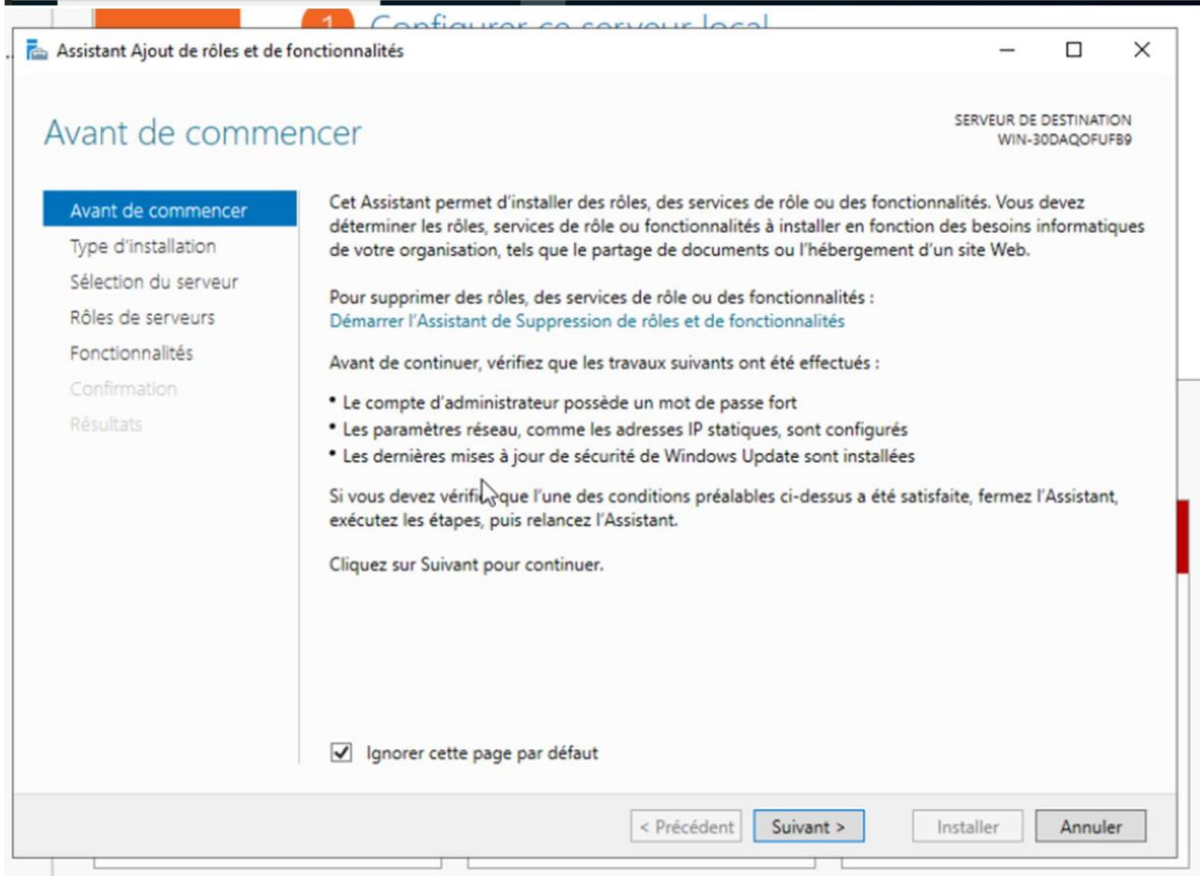 1 Configurer ce serveur local
Assistant Ajout de rôles et de fonctionnalités
Avant de commencer
SERVEUR DE DESTINATION
WIN-30DAQOFUFB9
Avant de commencer
Type d'installation
Sélection du serveur
Rôles de serveurs
Fonctionnalités
Confirmation
Résultats
Cet Assistant permet d'installer des rôles, des services de rôle ou des fonctionnalités. Vous devez
déterminer les rôles, services de rôle ou fonctionnalités à installer en fonction des besoins informatiques
de votre organisation, tels que le partage de documents ou l'hébergement d'un site Web.
Pour supprimer des rôles, des services de rôle ou des fonctionnalités :
Démarrer l'Assistant de Suppression de rôles et de fonctionnalités
Avant de continuer, vérifiez que les travaux suivants ont été effectués :
• Le compte d'administrateur possède un mot de passe fort
• Les paramètres réseau, comme les adresses IP statiques, sont configurés
• Les dernières mises à jour de sécurité de Windows Update sont installées
Si vous devez vérifier que l'une des conditions préalables ci-dessus a été satisfaite, fermez l'Assistant,
exécutez les étapes, puis relancez l'Assistant.
Cliquez sur Suivant pour continuer.
Ignorer cette page par défaut
< Précédent
Suivant >
Installer
Annuler